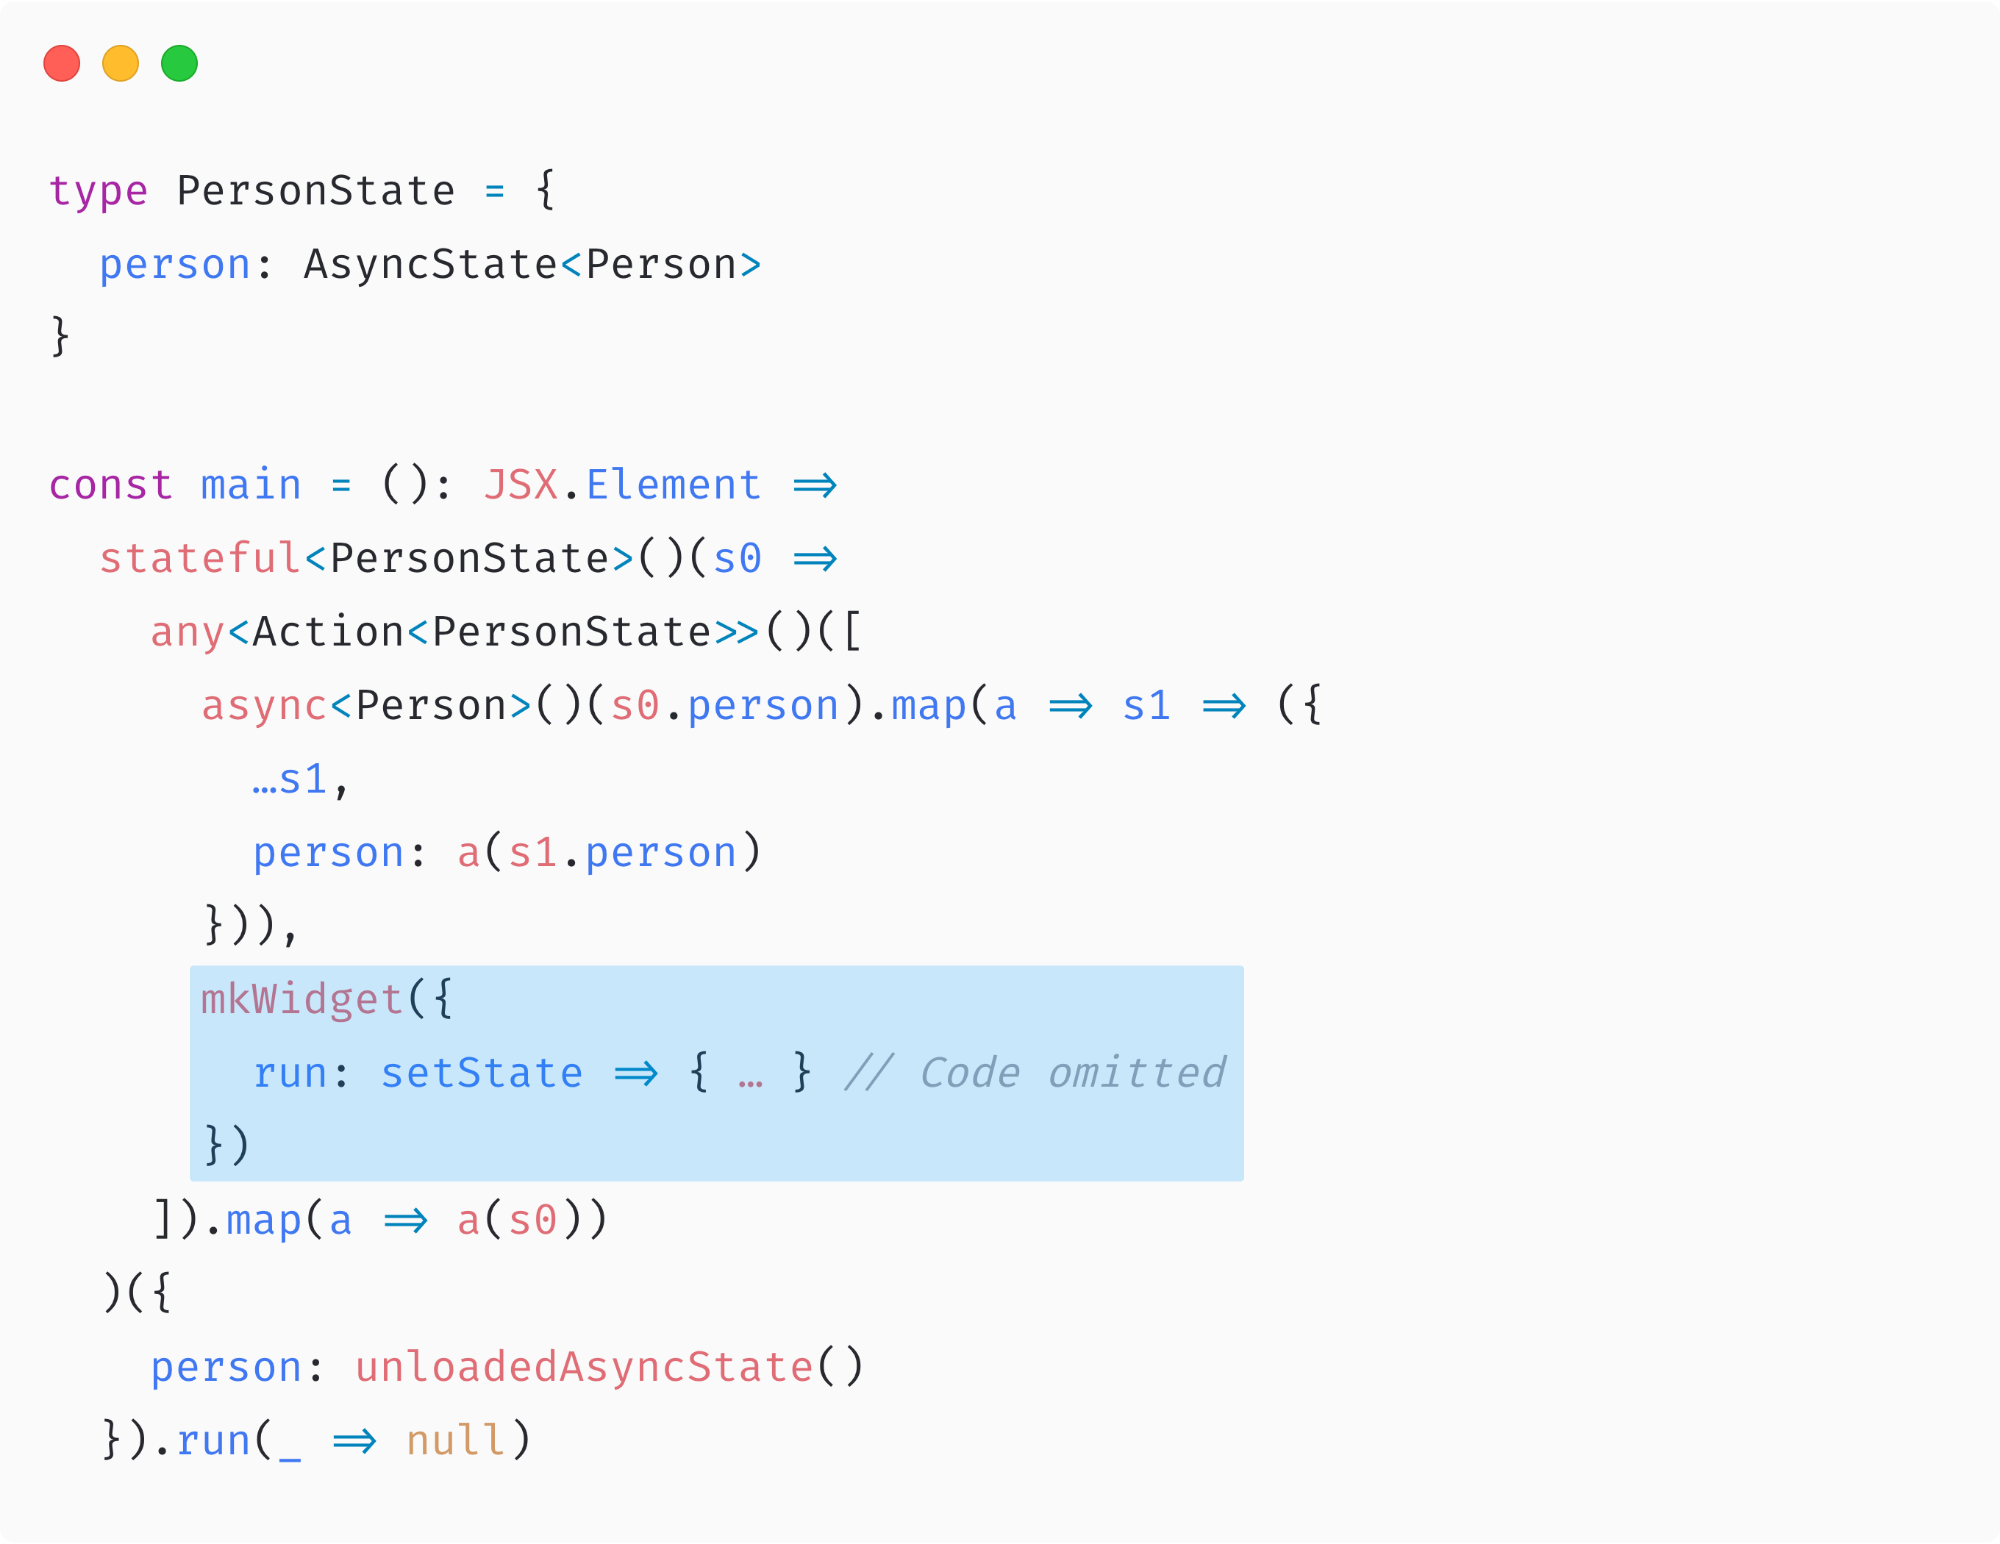 type PersonState = {
  person: AsyncState<Person>
}

const main = (): JSX.Element =>
  stateful<PersonState>()(s0 =>
    any<Action<PersonState>>()([
      async<Person>()(s0.person).map(a => s1 => ({
        ...s1,
        person: a(s1.person)
      })),
      mkWidget({
        run: setState => { ... } // Code omitted
      })
    ]).map(a => a(s0))
  )({
    person: unloadedAsyncState()
  }).run(_ => null)